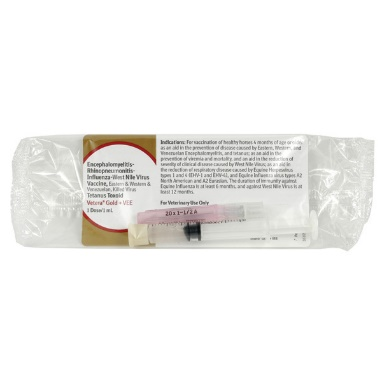 Encephalomyelitis-
Rhinopneumonitis-
Influenza-West Nile Virus
Vaccine, Eastern & Western &
Venezuelan, Killed Virus
Tetanus Toxoid
Vetera® Gold + VEE
1 Dose/1 mL
Indications: For vaccination of healthy horses 4 months of age or older
as an aid in the prevention of disease caused by Eastern, Western and
Venezuelan Encephalomyelitis, and tetanus; as an aid in the
prevention of viremia and mortality, and an aid in the reduction of
severity of clinical disease caused by West Nile Virus; as an aid in
the reduction of respiratory disease caused by Equine Herpesvirus
types 1 and 4 (EHV-1 and EHV-4), and Equine Influenza virus types A2
North American and A2 Eurasian. The duration of immunity against
Equine Influenza is at least 6 months, and against West Nile Virus is at
least 12 months.
For Veterinary Use Only
20 x 1-1/2 A